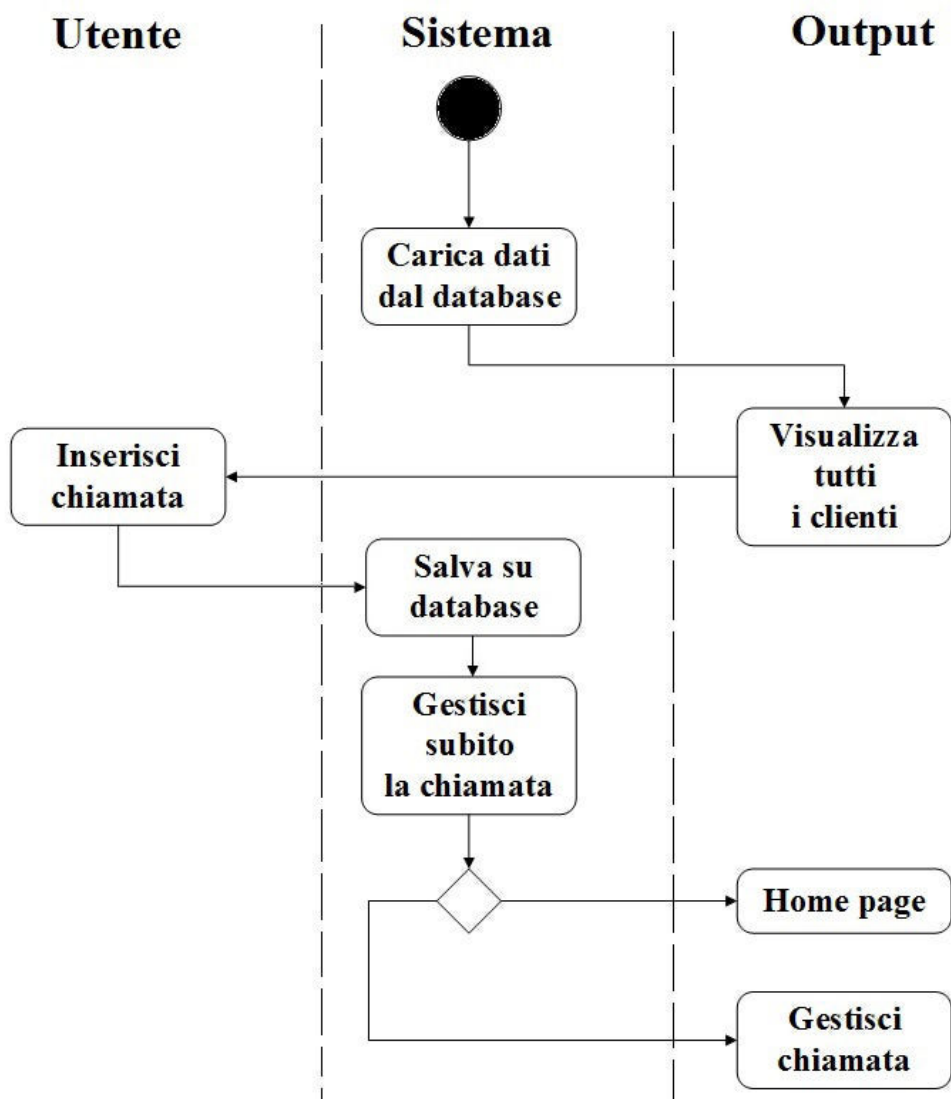 Utente
Sistema
Output
Carica dati
dal database
Visualizza
tutti
i clienti
Inserisci
chiamata
Salva su
database
Gestisci
subito
la chiamata
Home page
Gestisci
chiamata